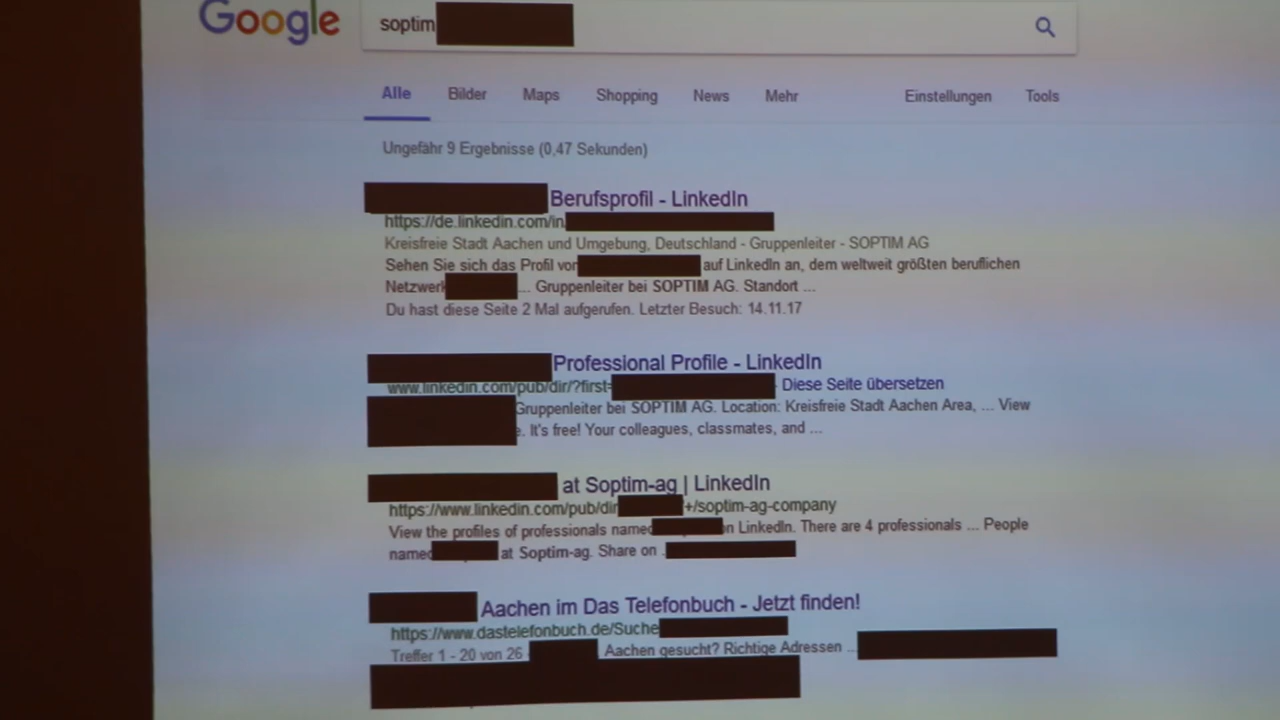 Google
soptim
Alle Bilder Maps Shopping News Mehr Einstellungen Tools
Ungefähr 9 Ergebnisse (0,47 Sekunden)
Berufsprofil - LinkedIn
https://de.linkedin.com/in
Kreisfreie Stadt Aachen und Umgebung, Deutschland - Gruppenleiter - SOPTIM AG
Sehen Sie sich das Profil von auf LinkedIn an, dem weltweit größten beruflichen
Netzwerk ... Gruppenleiter bei SOPTIM AG. Standort ...
Du hast diese Seite 2 Mal aufgerufen. Letzter Besuch: 14.11.17
Professional Profile - LinkedIn
www.linkedin.com/pub/dir/?first= Diese Seite übersetzen
Gruppenleiter bei SOPTIM AG. Location: Kreisfreie Stadt Aachen Area, ... View
e. It's free! Your colleagues, classmates, and ...
at Soptim-ag | LinkedIn
https://www.linkedin.com/pub/dir /+/soptim-ag-company
View the profiles of professionals named on LinkedIn. There are 4 professionals ... People
named at Soptim-ag. Share on .
Aachen im Das Telefonbuch - Jetzt finden!
https://www.dastelefonbuch.de/Suche
Treffer 1 - 20 von 26 Aachen gesucht? Richtige Adressen ...